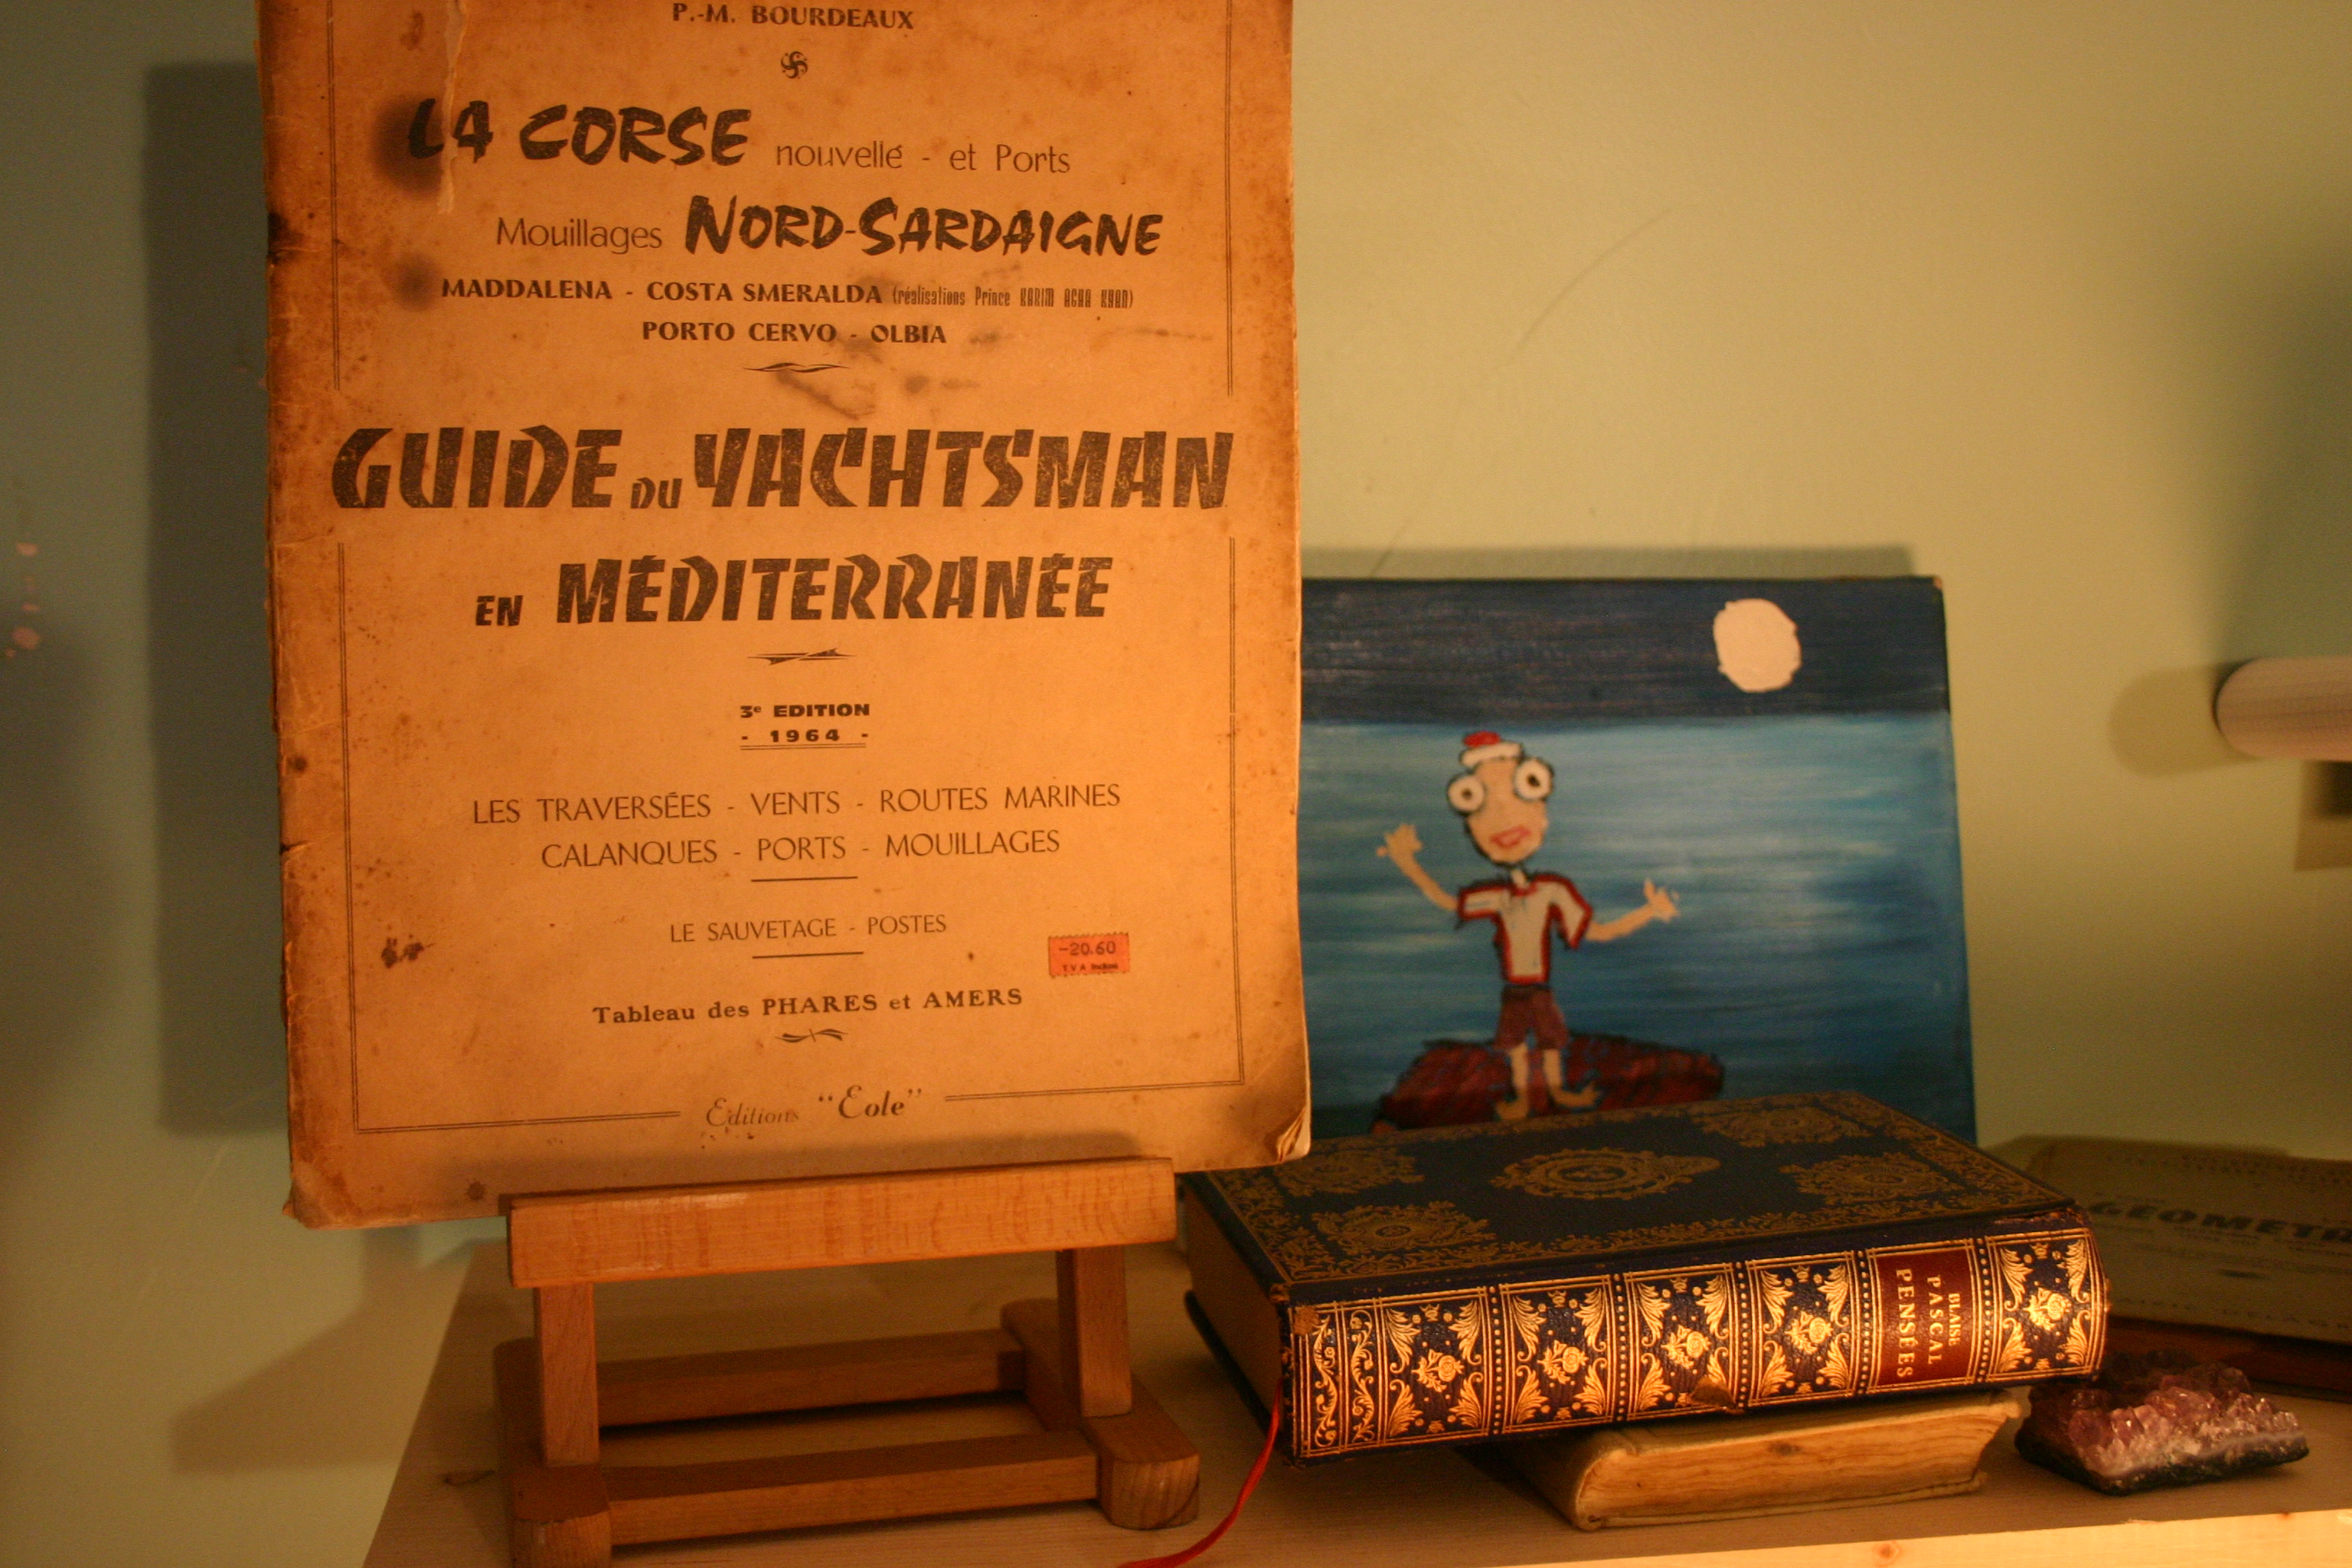 P.-M. BOURDEAUX
LA CORSE nouvelle - et Ports
Mouillages NORD-SARDAIGNE
MADDALENA - COSTA SMERALDA (réalisations Prince KARIM AGHA KHAN)
PORTO CERVO - OLBIA
GUIDE DU YACHTSMAN
EN MÉDITERRANÉE
3e EDITION
- 1964 -
LES TRAVERSÉES - VENTS - ROUTES MARINES
CALANQUES - PORTS - MOUILLAGES
LE SAUVETAGE - POSTES
-20.60
T.V.A incluse
Tableau des PHARES et AMERS
Editions "Eole"
BLAISE
PASCAL
PENSÉES